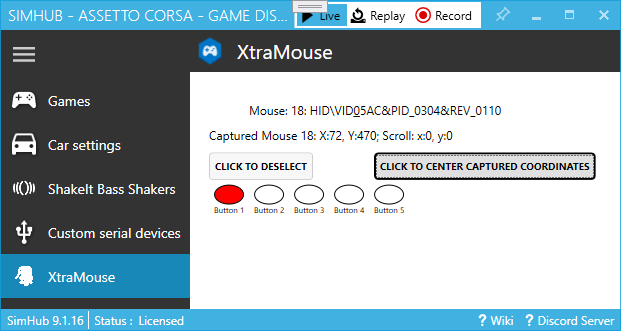 SIMHUB - ASSETTO CORSA - GAME DIS...
Live
Replay
Record
XtraMouse
Games
Car settings
ShakeIt Bass Shakers
Custom serial devices
XtraMouse
Mouse: 18: HID\VID05AC&PID_0304&REV_0110
Captured Mouse 18: X:72, Y:470; Scroll: x:0, y:0
CLICK TO DESELECT
CLICK TO CENTER CAPTURED COORDINATES
Button 1 Button 2 Button 3 Button 4 Button 5
SimHub 9.1.16 Status : Licensed ? Wiki ? Discord Server